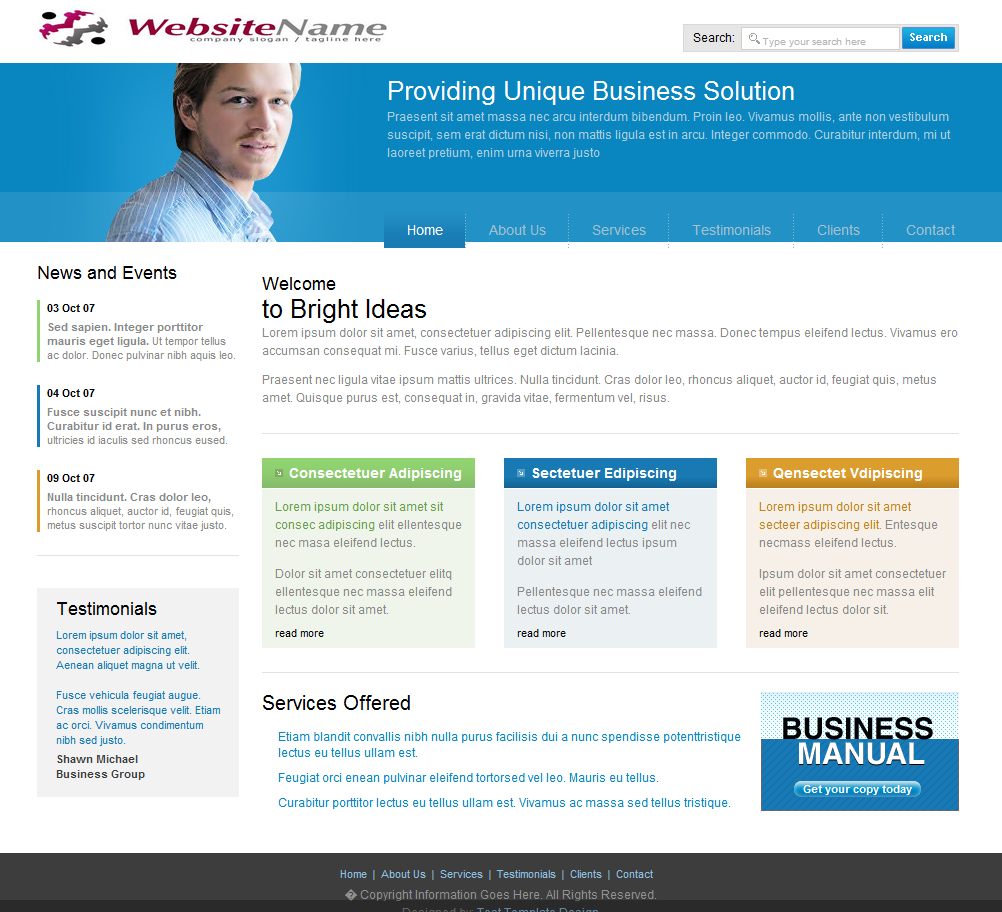 WebsiteName
company slogan / tagline here
Search:
Type your search here
Search
Providing Unique Business Solution
Praesent sit amet massa nec arcu interdum bibendum. Proin leo. Vivamus mollis, ante non vestibulum
suscipit, sem erat dictum nisi, non mattis ligula est in arcu. Integer commodo. Curabitur interdum, mi ut
laoreet pretium, enim urna viverra justo
Home
About Us
Services
Testimonials
Clients
Contact
News and Events
03 Oct 07
Sed sapien. Integer porttitor
mauris eget ligula. Ut tempor tellus
ac dolor. Donec pulvinar nibh aquis leo.
04 Oct 07
Fusce suscipit nunc et nibh.
Curabitur id erat. In purus eros,
ultricies id iaculis sed rhoncus eused.
09 Oct 07
Nulla tincidunt. Cras dolor leo,
rhoncus aliquet, auctor id, feugiat quis,
metus suscipit tortor nunc vitae justo.
Testimonials
Lorem ipsum dolor sit amet,
consectetuer adipiscing elit.
Aenean aliquet magna ut velit.
Fusce vehicula feugiat augue.
Cras mollis scelerisque velit. Etiam
ac orci. Vivamus condimentum
nibh sed justo.
Shawn Michael
Business Group
Welcome
to Bright Ideas
Lorem ipsum dolor sit amet, consectetuer adipiscing elit. Pellentesque nec massa. Donec tempus eleifend lectus. Vivamus ero
accumsan consequat mi. Fusce varius, tellus eget dictum lacinia.
Praesent nec ligula vitae ipsum mattis ultrices. Nulla tincidunt. Cras dolor leo, rhoncus aliquet, auctor id, feugiat quis, metus
amet. Quisque purus est, consequat in, gravida vitae, fermentum vel, risus.
Consectetuer Adipiscing
Lorem ipsum dolor sit amet sit
consec adipiscing elit ellentesque
nec masa eleifend lectus.
Dolor sit amet consectetuer elitq
ellentesque nec massa eleifend
lectus dolor sit amet.
read more
Sectetuer Edipiscing
Lorem ipsum dolor sit amet
consectetuer adipiscing elit nec
massa eleifend lectus ipsum
dolor sit amet
Pellentesque nec massa eleifend
lectus dolor sit amet.
read more
Qensectet Vdipiscing
Lorem ipsum dolor sit amet
secteer adipiscing elit. Entesque
necmassa eleifend lectus.
Ipsum dolor sit amet consectetuer
elit pellentesque nec massa elit
eleifend lectus dolor sit.
read more
Services Offered
Etiam blandit convallis nibh nulla purus facilisis dui a nunc spendisse potenttristique
lectus eu tellus ullam est.
Feugiat orci enean pulvinar eleifend tortorsed vel leo. Mauris eu tellus.
Curabitur porttitor lectus eu tellus ullam est. Vivamus ac massa sed tellus tristique.
BUSINESS
MANUAL
Get your copy today
Home | About Us | Services | Testimonials | Clients | Contact
� Copyright Information Goes Here. All Rights Reserved.
Designed by Test Template Design